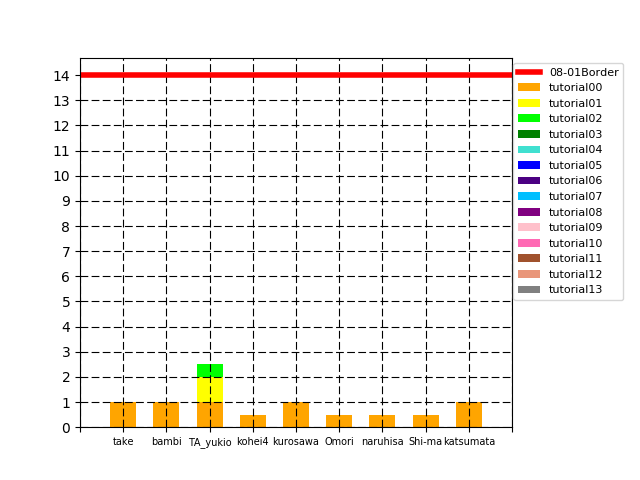 14
13
12
11
10
9
8
7
6
5
4
3
2
1
0
take bambi TA_yukio kohei4 kurosawa Omori naruhisa Shi-ma katsumata
08-01Border
tutorial00
tutorial01
tutorial02
tutorial03
tutorial04
tutorial05
tutorial06
tutorial07
tutorial08
tutorial09
tutorial10
tutorial11
tutorial12
tutorial13